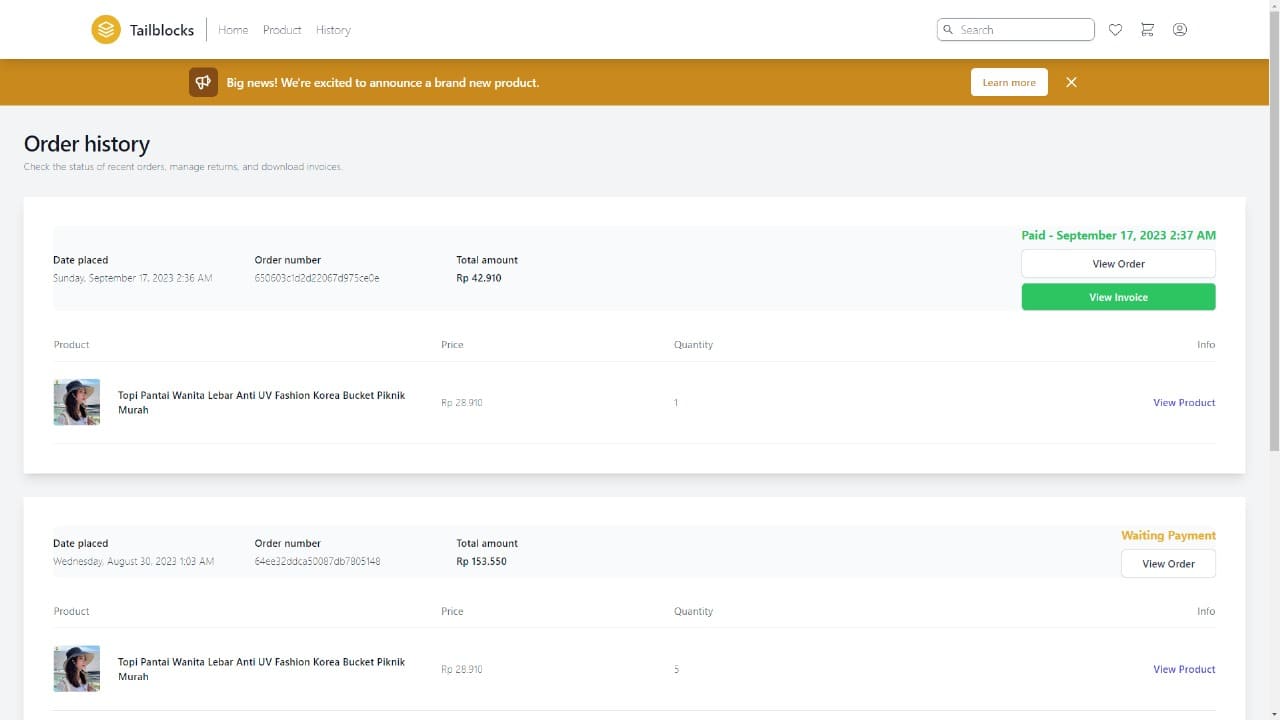 Tailblocks
Home Product History
Search
Big news! We're excited to announce a brand new product.
Learn more
Order history
Check the status of recent orders, manage returns, and download invoices.
Paid - September 17, 2023 2:37 AM
Date placed Order number Total amount
Sunday, September 17, 2023 2:36 AM 650603c1d2d22067d975ce0e Rp 42.910
View Order
View Invoice
Product Price Quantity Info
Topi Pantai Wanita Lebar Anti UV Fashion Korea Bucket Piknik
Murah
Rp 28.910 1 View Product
Waiting Payment
Date placed Order number Total amount
Wednesday, August 30, 2023 1:03 AM 64ee32ddca50087db7805148 Rp 153.550
View Order
Product Price Quantity Info
Topi Pantai Wanita Lebar Anti UV Fashion Korea Bucket Piknik
Murah
Rp 28.910 5 View Product